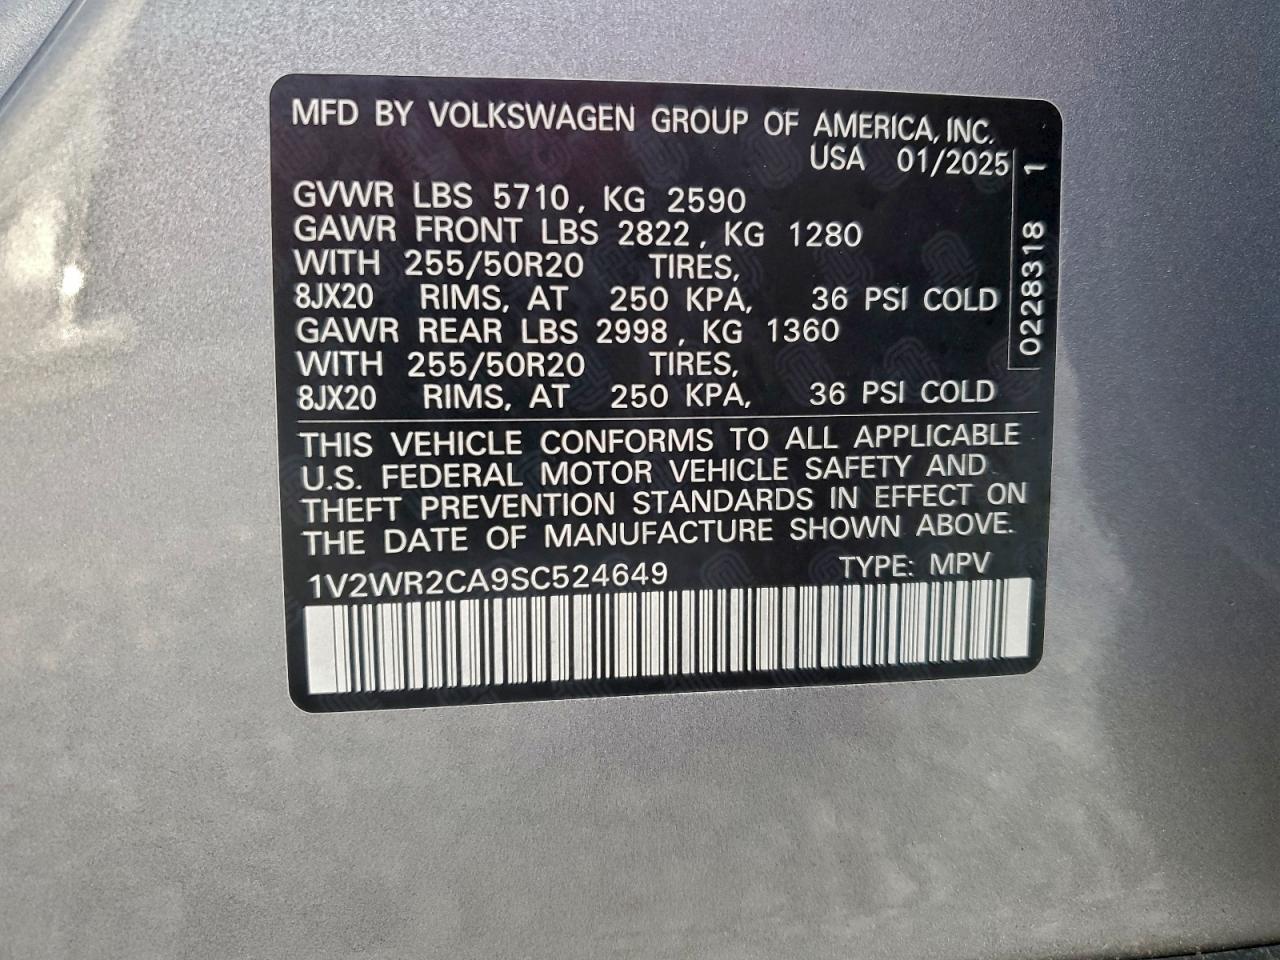 MFD BY VOLKSWAGEN GROUP OF AMERICA, INC.
USA 01/2025
GVWR LBS 5710, KG 2590
GAWR FRONT LBS 2822, KG 1280
WITH 255/50R20 TIRES,
8JX20 RIMS, AT 250 KPA, 36 PSI COLD
GAWR REAR LBS 2998, KG 1360
WITH 255/50R20 TIRES,
8JX20 RIMS, AT 250 KPA, 36 PSI COLD
0228318 1
THIS VEHICLE CONFORMS TO ALL APPLICABLE
U.S. FEDERAL MOTOR VEHICLE SAFETY AND
THEFT PREVENTION STANDARDS IN EFFECT ON
THE DATE OF MANUFACTURE SHOWN ABOVE.
1V2WR2CA9SC524649 TYPE: MPV